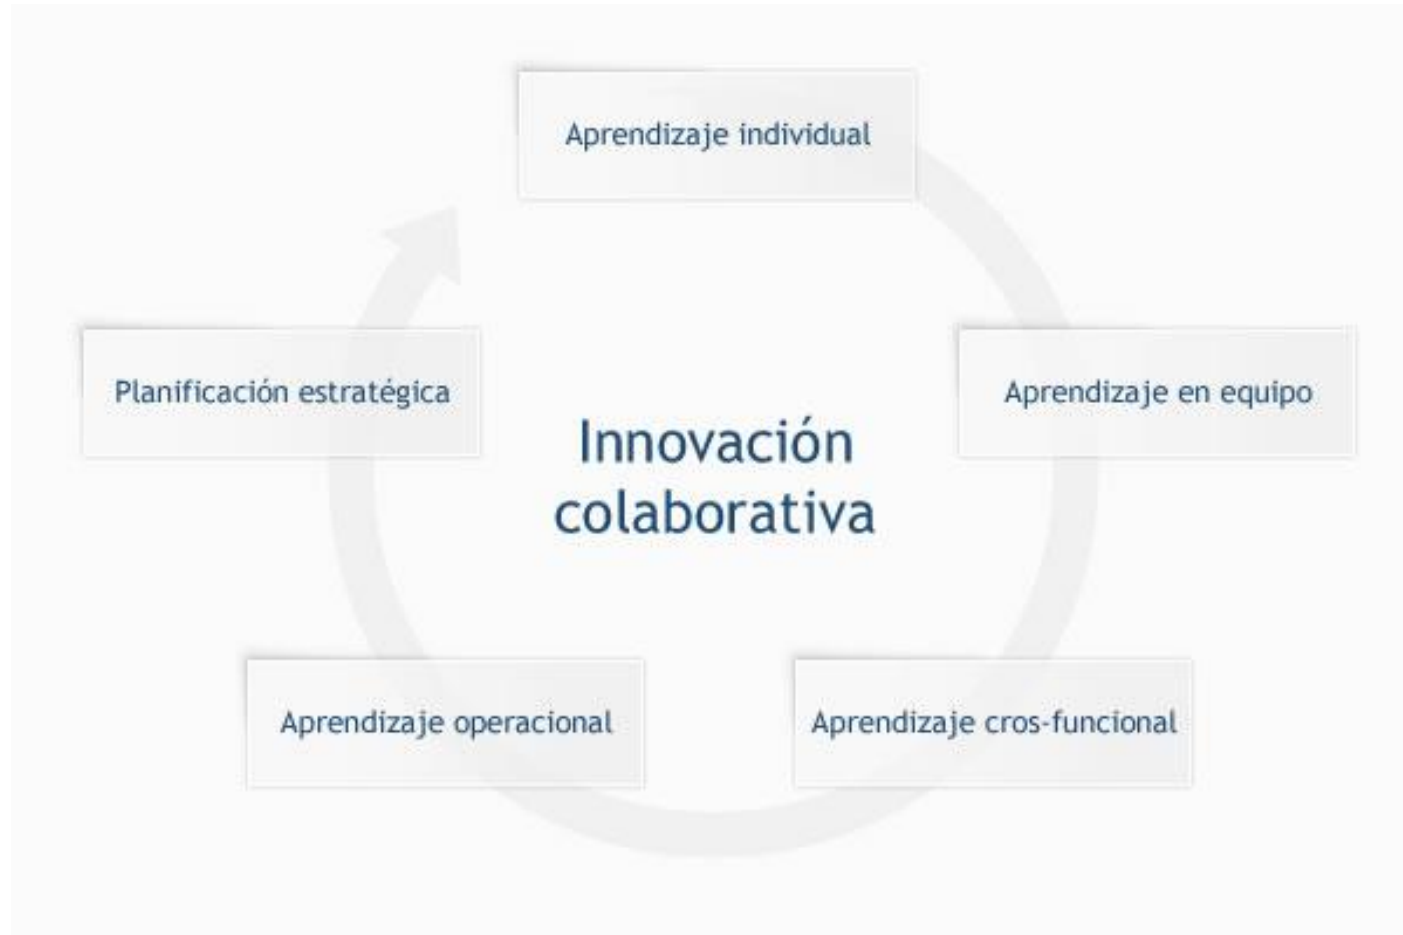 Aprendizaje individual
Planificación estratégica
Aprendizaje en equipo
Innovación
colaborativa
Aprendizaje operacional
Aprendizaje cros-funcional